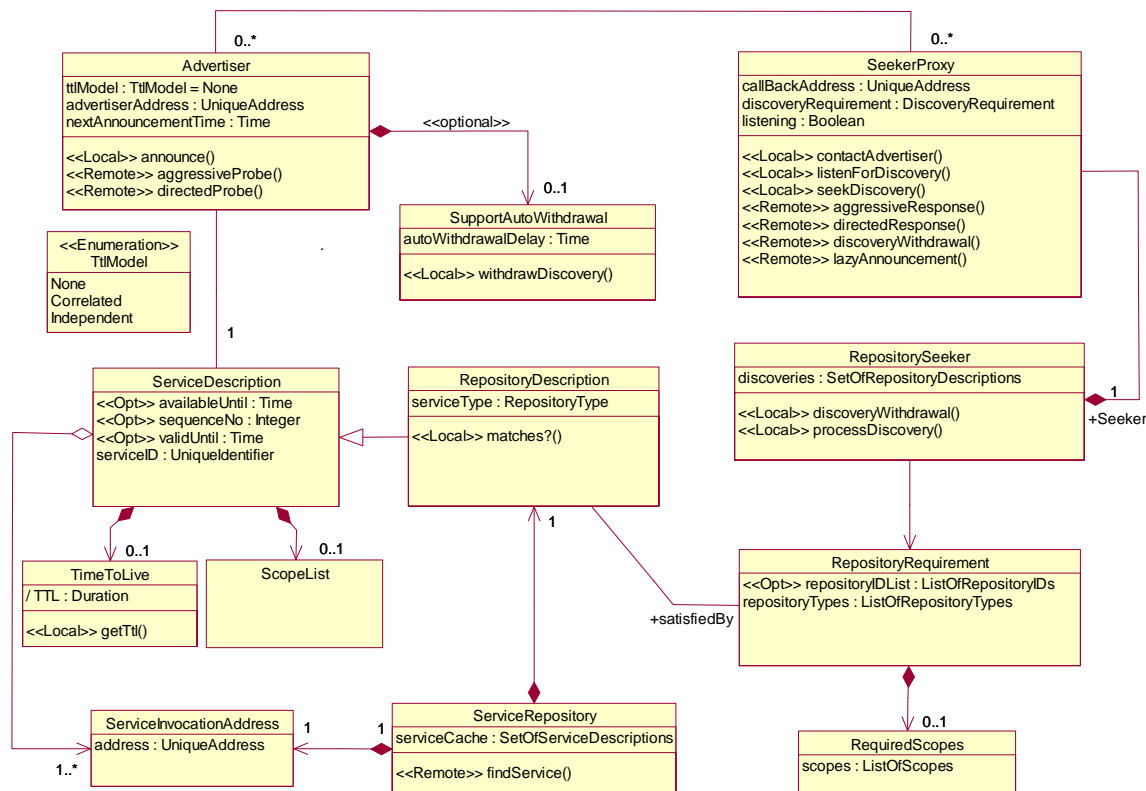 0..*
0..*
Advertiser
ttlModel : TtlModel = None
advertiserAddress : UniqueAddress
nextAnnouncementTime : Time
<<Local>> announce()
<<Remote>> aggressiveProbe()
<<Remote>> directedProbe()
<<optional>>
0..1
SeekerProxy
callBackAddress : UniqueAddress
discoveryRequirement : DiscoveryRequirement
listening : Boolean
<<Local>> contactAdvertiser()
<<Local>> listenForDiscovery()
<<Local>> seekDiscovery()
<<Remote>> aggressiveResponse()
<<Remote>> directedResponse()
<<Remote>> discoveryWithdrawal()
<<Remote>> lazyAnnouncement()
SupportAutoWithdrawal
autoWithdrawalDelay : Time
<<Local>> withdrawDiscovery()
<<Enumeration>>
TtlModel
None
Correlated
Independent
.
1
ServiceDescription
<<Opt>> availableUntil : Time
<<Opt>> sequenceNo : Integer
<<Opt>> validUntil : Time
serviceID : UniqueIdentifier
RepositoryDescription
serviceType : RepositoryType
<<Local>> matches?()
RepositorySeeker
discoveries : SetOfRepositoryDescriptions
<<Local>> discoveryWithdrawal()
<<Local>> processDiscovery()
1
+Seeker
0..1
0..1
1
TimeToLive
/ TTL : Duration
<<Local>> getTtl()
ScopeList
RepositoryRequirement
<<Opt>> repositoryIDList : ListOfRepositoryIDs
repositoryTypes : ListOfRepositoryTypes
+satisfiedBy
ServiceInvocationAddress
address : UniqueAddress
1..*
1
1
ServiceRepository
serviceCache : SetOfServiceDescriptions
<<Remote>> findService()
0..1
RequiredScopes
scopes : ListOfScopes